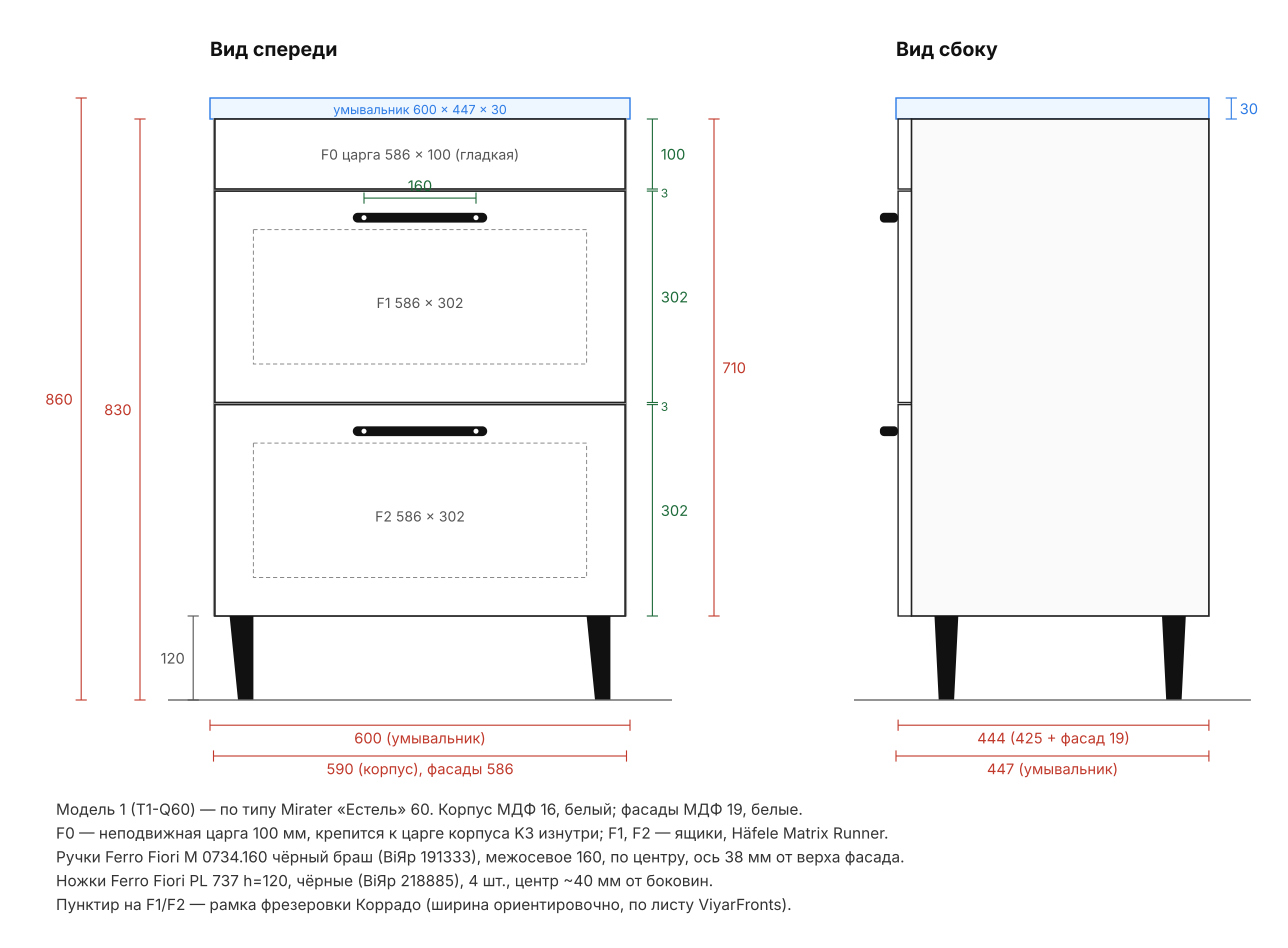 Вид спереди
Вид сбоку
умывальник 600 × 447 × 30
30
F0 царга 586 × 100 (гладкая)
100
160
3
F1 586 × 302
302
710
860
830
3
F2 586 × 302
302
120
600 (умывальник)
444 (425 + фасад 19)
590 (корпус), фасады 586
447 (умывальник)
Модель 1 (T1-Q60) — по типу Mirater «Естель» 60. Корпус МДФ 16, белый; фасады МДФ 19, белые.
F0 — неподвижная царга 100 мм, крепится к царге корпуса K3 изнутри; F1, F2 — ящики, Häfele Matrix Runner.
Ручки Ferro Fiori M 0734.160 чёрный браш (ВіЯр 191333), межосевое 160, по центру, ось 38 мм от верха фасада.
Ножки Ferro Fiori PL 737 h=120, чёрные (ВіЯр 218885), 4 шт., центр ~40 мм от боковин.
Пунктир на F1/F2 — рамка фрезеровки Коррадо (ширина ориентировочно, по листу ViyarFronts).